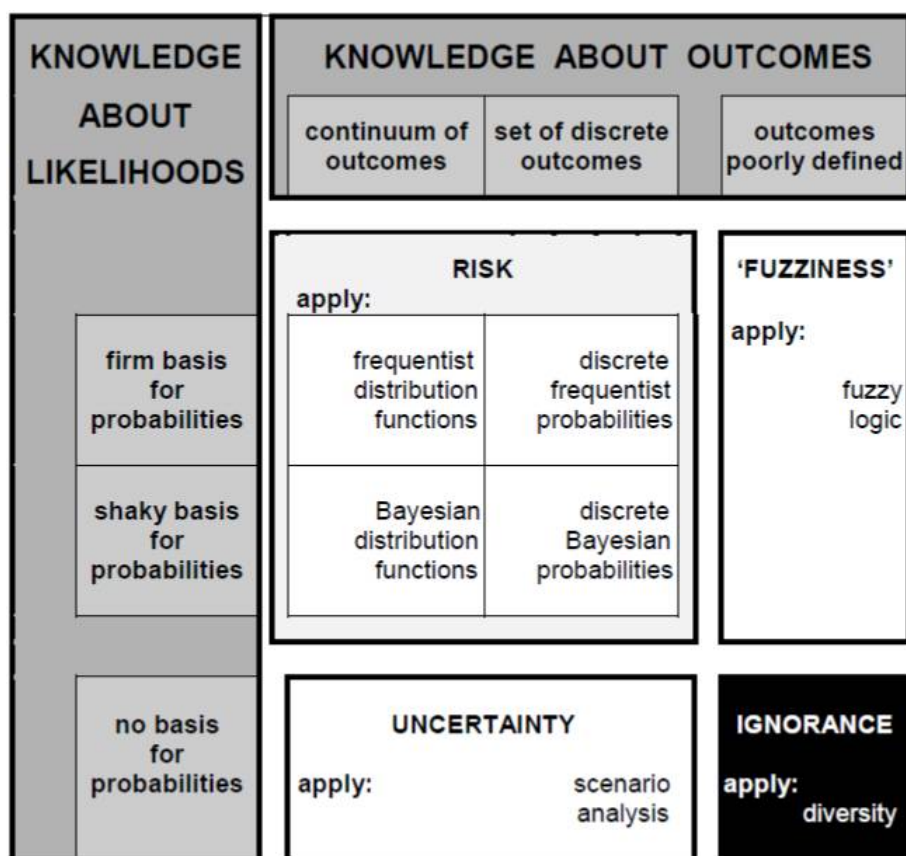 KNOWLEDGE
ABOUT
LIKELIHOODS
KNOWLEDGE ABOUT OUTCOMES
continuum of
outcomes
set of discrete
outcomes
outcomes
poorly defined
RISK
apply:
‘FUZZINESS’
apply:
fuzzy
logic
firm basis
for
probabilities
frequentist
distribution
functions
discrete
frequentist
probabilities
shaky basis
for
probabilities
Bayesian
distribution
functions
discrete
Bayesian
probabilities
no basis
for
probabilities
UNCERTAINTY
apply:
scenario
analysis
IGNORANCE
apply:
diversity